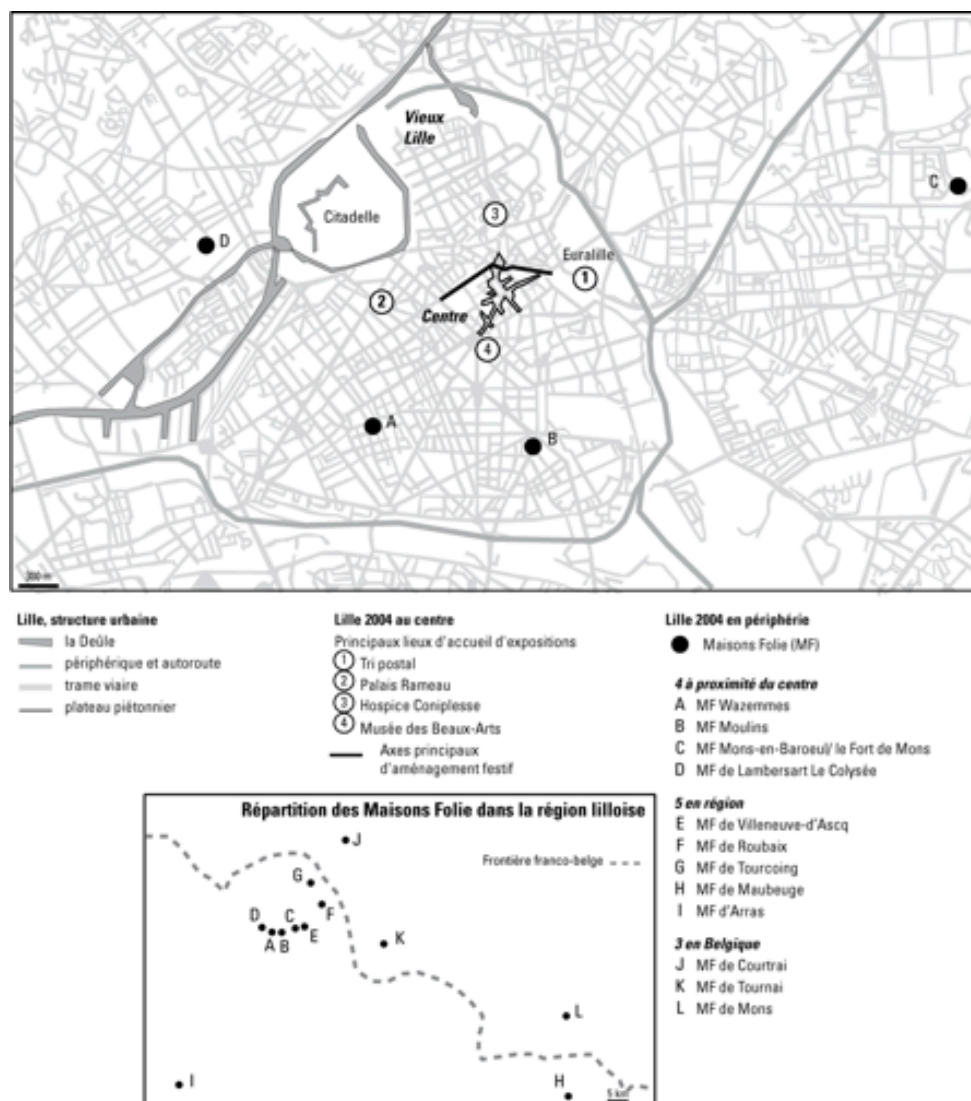 Vieux
Lille
C
3
Citadelle
D
Euralille
1
2
Centre
4
A
B
200 m
Lille, structure urbaine
la Deûle
périphérique et autoroute
trame viaire
plateau piétonnier
Lille 2004 au centre
Principaux lieux d'accueil d'expositions
1 Tri postal
2 Palais Rameau
3 Hospice Coniplesse
4 Musée des Beaux-Arts
Axes principaux
d'aménagement festif
Lille 2004 en périphérie
Maisons Folie (MF)
4 à proximité du centre
A MF Wazemmes
B MF Moulins
C MF Mons-en-Baroeul/ le Fort de Mons
D MF de Lambersart Le Colysée
5 en région
E MF de Villeneuve-d'Ascq
F MF de Roubaix
G MF de Tourcoing
H MF de Maubeuge
I MF d'Arras
3 en Belgique
J MF de Courtrai
K MF de Tournai
L MF de Mons
Répartition des Maisons Folie dans la région lilloise
J
Frontière franco-belge
G
F
D
C
E
A
B
K
L
I
H
5 km